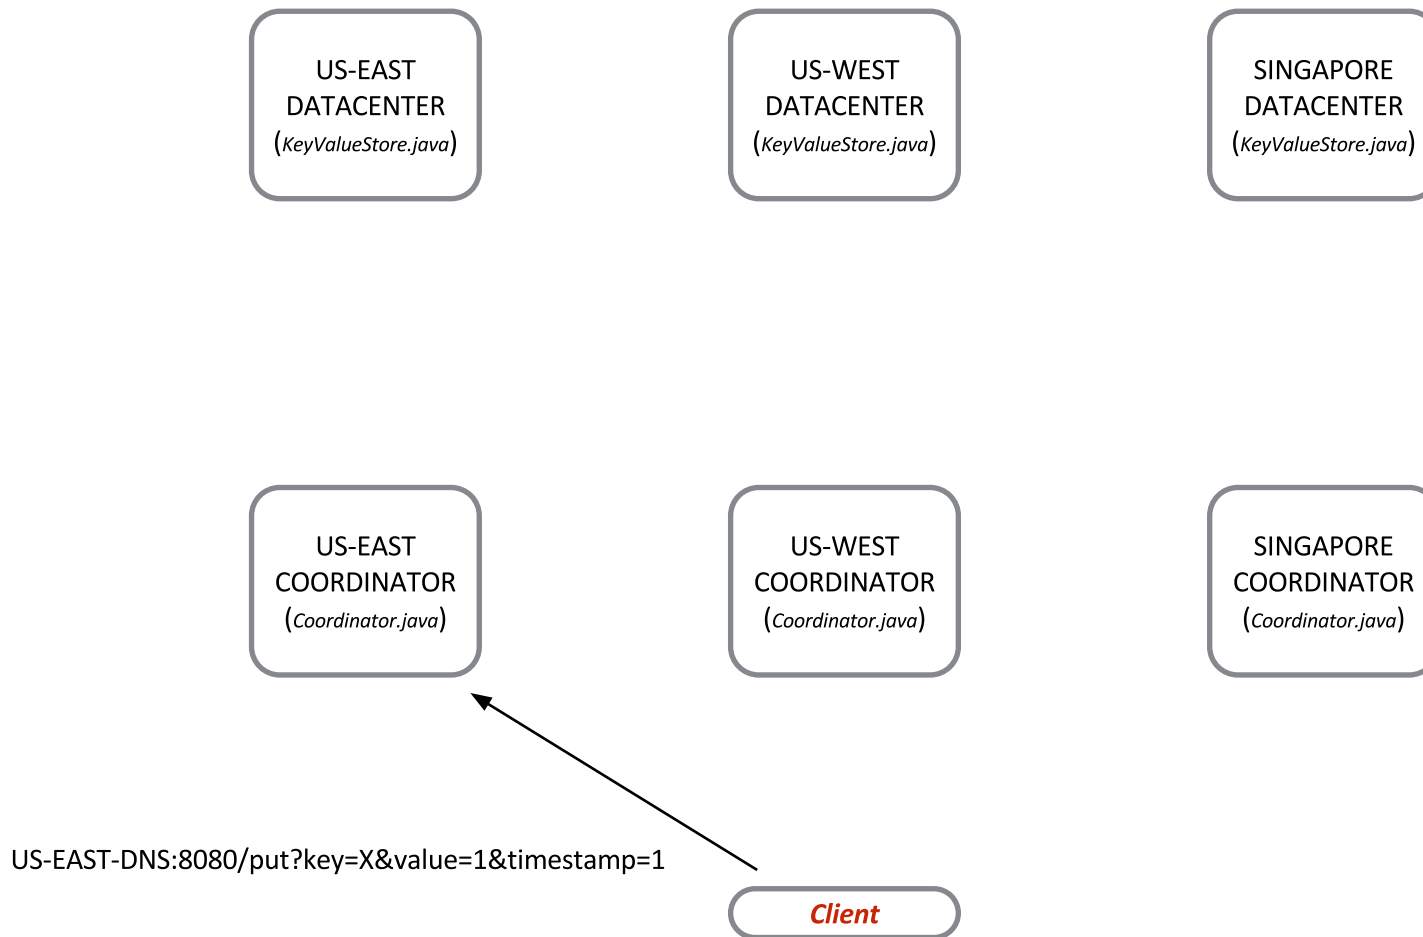 US-EAST
DATACENTER
(KeyValueStore.java)
US-WEST
DATACENTER
(KeyValueStore.java)
SINGAPORE
DATACENTER
(KeyValueStore.java)
US-EAST
COORDINATOR
(Coordinator.java)
US-WEST
COORDINATOR
(Coordinator.java)
SINGAPORE
COORDINATOR
(Coordinator.java)
US-EAST-DNS:8080/put?key=X&value=1&timestamp=1
Client